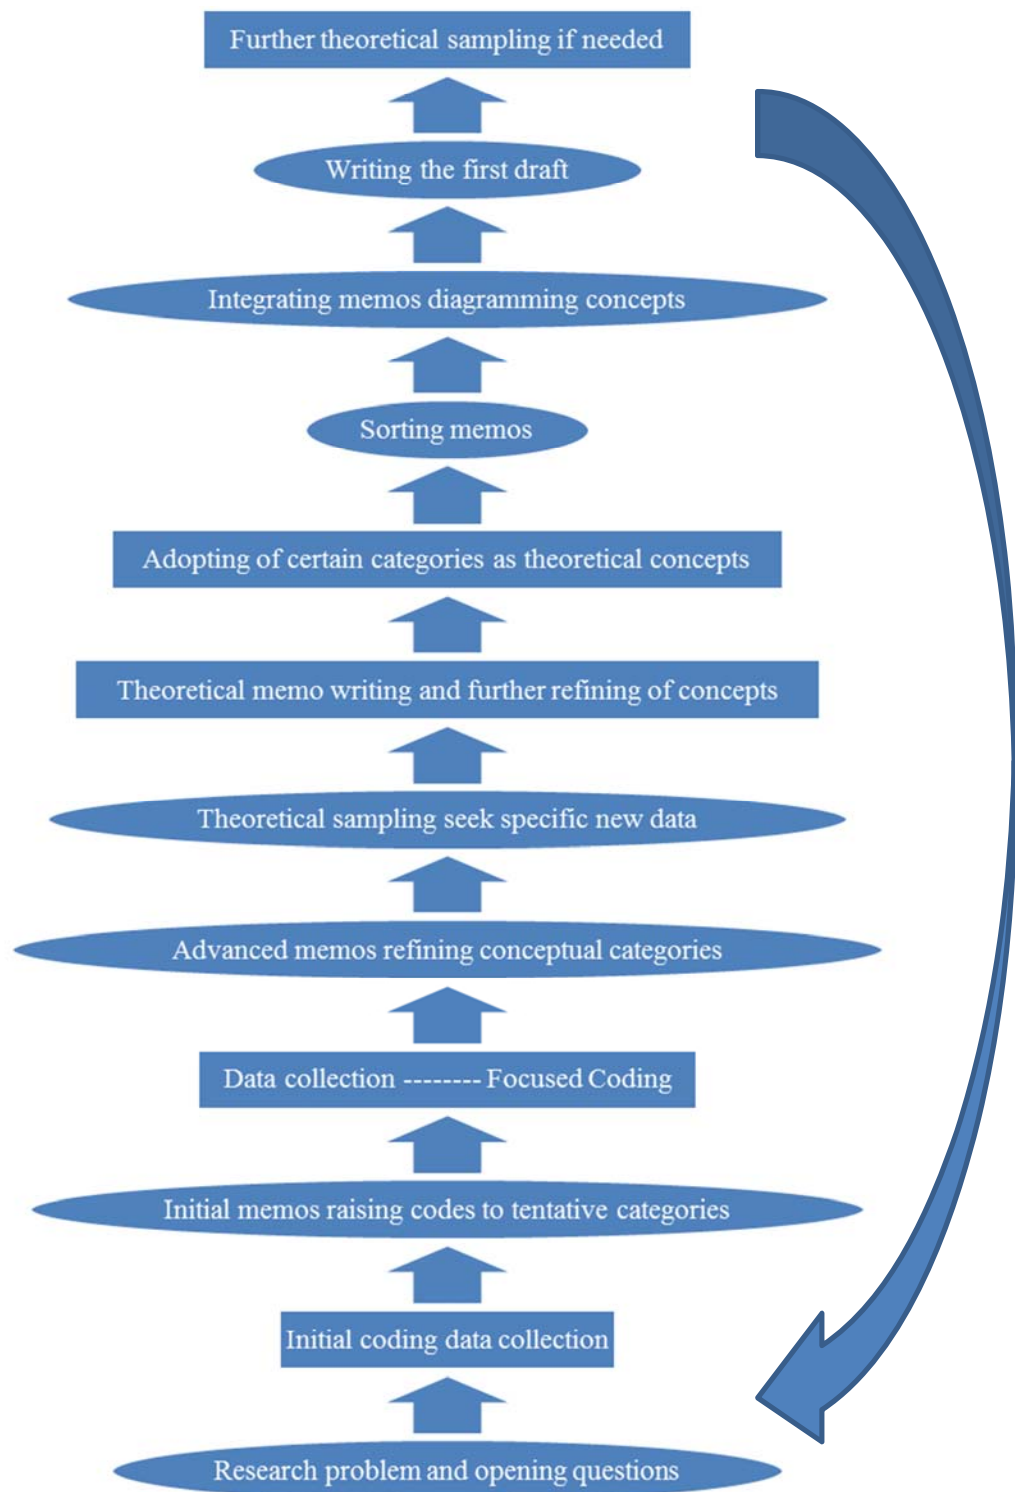 Further theoretical sampling if needed
Writing the first draft
Integrating memos diagramming concepts
Sorting memos
Adopting of certain categories as theoretical concepts
Theoretical memo writing and further refining of concepts
Theoretical sampling seek specific new data
Advanced memos refining conceptual categories
Data collection -------- Focused Coding
Initial memos raising codes to tentative categories
Initial coding data collection
Research problem and opening questions